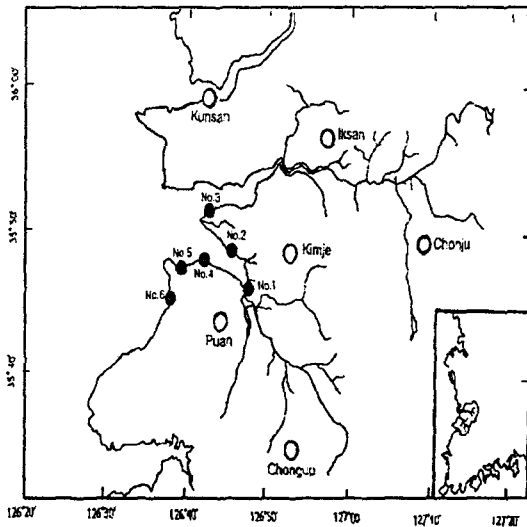 36° 00'
Kunsan
Iksan
No.3
35° 50'
No.2
Kimje
Chonju
No.5
No.4
No.1
No.6
Puan
35° 40'
Chongup
126°20'
126°30'
126°40'
126°50'
127°00'
127°10'
127°20'